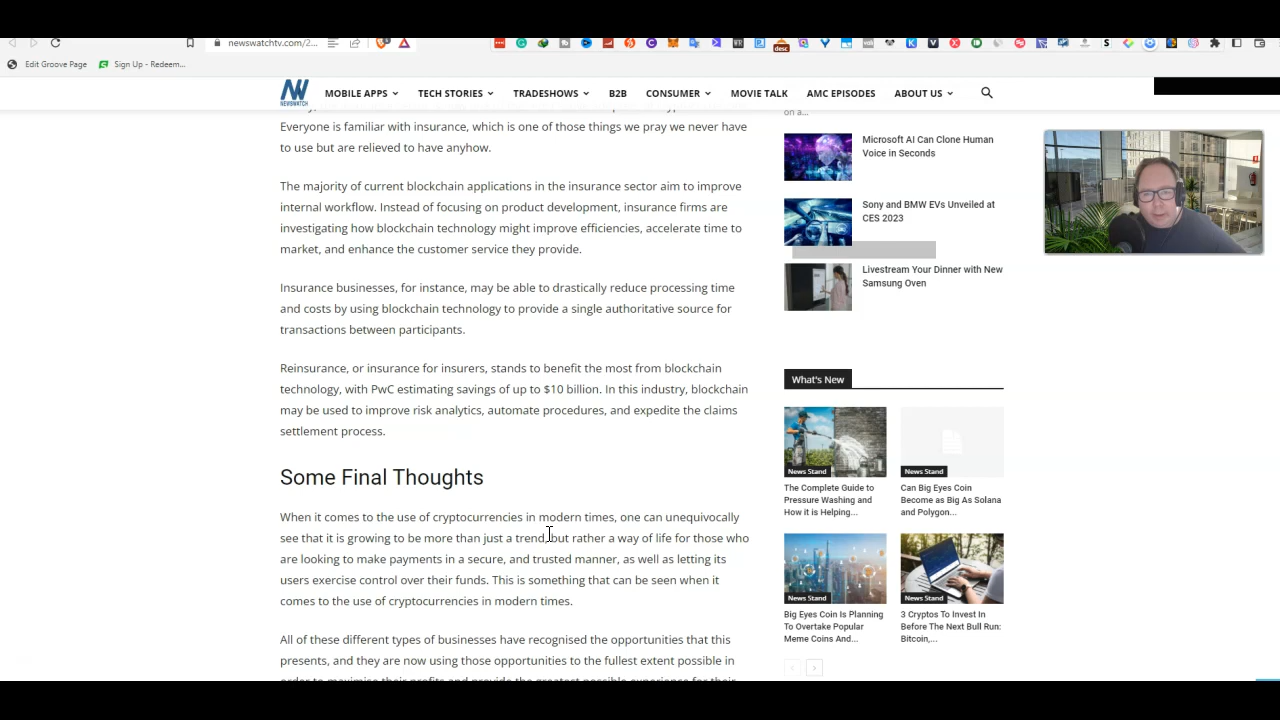 newswatchtv.com/2...
desc
Edit Groove Page
Sign Up - Redeem...
NEWSWATCH
MOBILE APPS
TECH STORIES
TRADESHOWS
B2B
CONSUMER
MOVIE TALK
AMC EPISODES
ABOUT US
Everyone is familiar with insurance, which is one of those things we pray we never have
to use but are relieved to have anyhow.
The majority of current blockchain applications in the insurance sector aim to improve
internal workflow. Instead of focusing on product development, insurance firms are
investigating how blockchain technology might improve efficiencies, accelerate time to
market, and enhance the customer service they provide.
Insurance businesses, for instance, may be able to drastically reduce processing time
and costs by using blockchain technology to provide a single authoritative source for
transactions between participants.
Reinsurance, or insurance for insurers, stands to benefit the most from blockchain
technology, with PwC estimating savings of up to $10 billion. In this industry, blockchain
may be used to improve risk analytics, automate procedures, and expedite the claims
settlement process.
Some Final Thoughts
When it comes to the use of cryptocurrencies in modern times, one can unequivocally
see that it is growing to be more than just a trend, but rather a way of life for those who
are looking to make payments in a secure, and trusted manner, as well as letting its
users exercise control over their funds. This is something that can be seen when it
comes to the use of cryptocurrencies in modern times.
All of these different types of businesses have recognised the opportunities that this
presents, and they are now using those opportunities to the fullest extent possible in
order to maximise their profits and provide the greatest possible experience for their
on a...
Microsoft AI Can Clone Human
Voice in Seconds
Sony and BMW EVs Unveiled at
CES 2023
Livestream Your Dinner with New
Samsung Oven
What's New
News Stand
The Complete Guide to
Pressure Washing and
How it is Helping...
News Stand
Can Big Eyes Coin
Become as Big As Solana
and Polygon...
News Stand
Big Eyes Coin Is Planning
To Overtake Popular
Meme Coins And...
News Stand
3 Cryptos To Invest In
Before The Next Bull Run:
Bitcoin,...